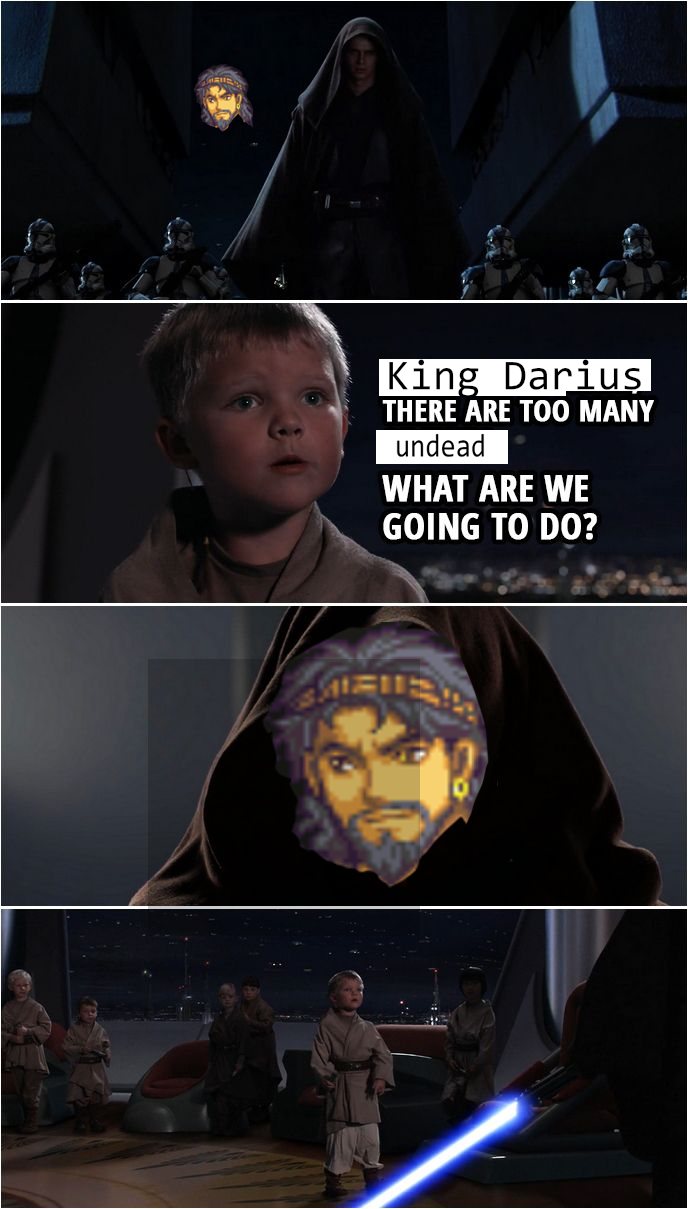 King Darius
THERE ARE TOO MANY
undead
WHAT ARE WE
GOING TO DO?